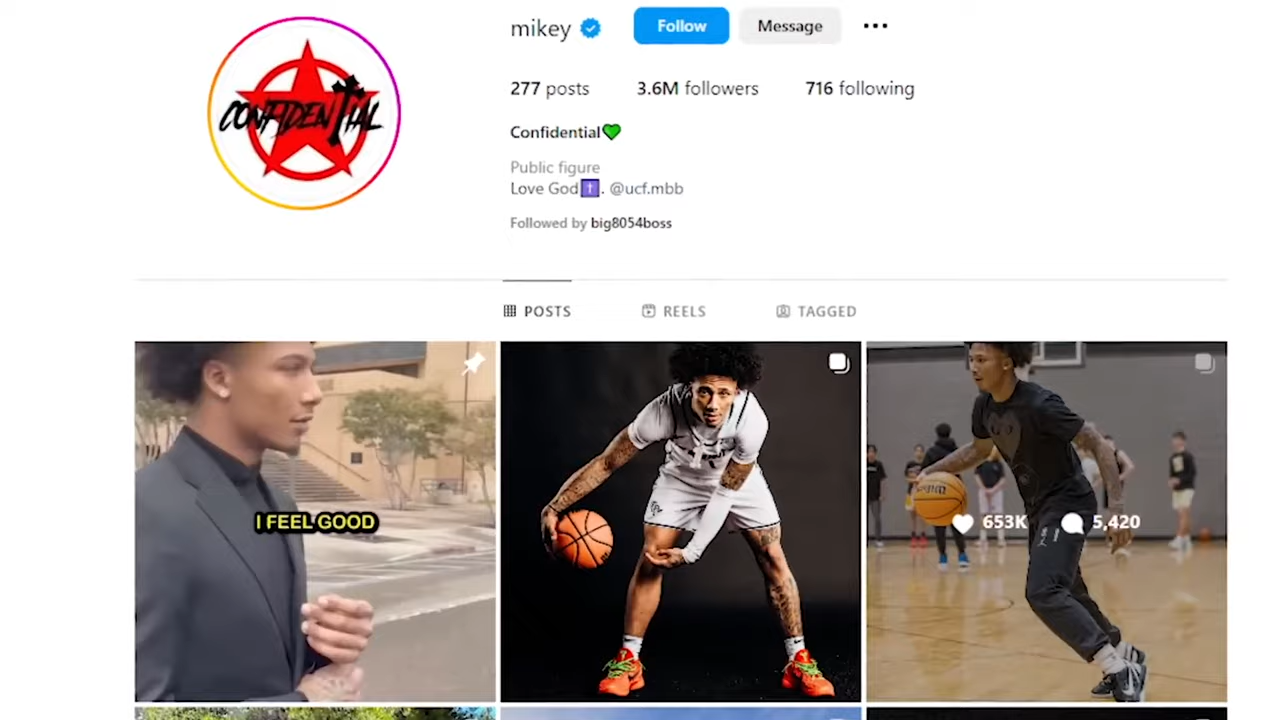 mikey
Follow
Message
277 posts
3.6M followers
716 following
CONFIDENTIAL
Confidential💚
Public figure
Love God✝️. @ucf.mbb
Followed by big8054boss
POSTS
REELS
TAGGED
I FEEL GOOD
653K
5,420